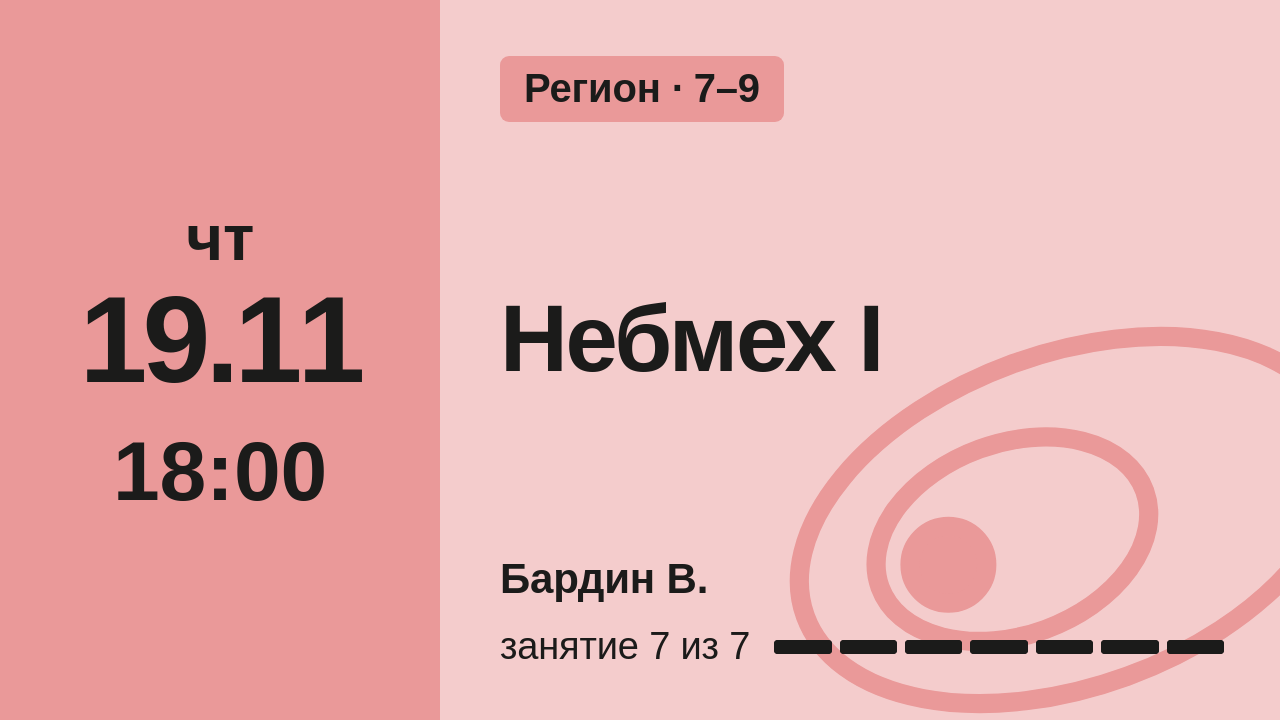 чт
19.11
18:00
Регион · 7–9
Небмех I
Бардин В.
занятие 7 из 7